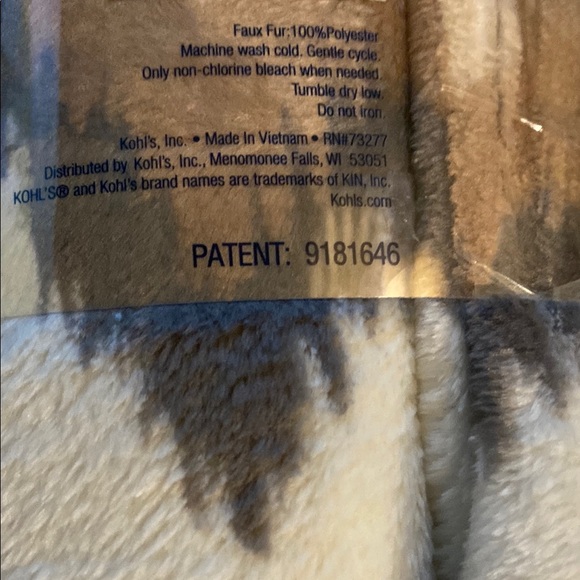 Faux Fur:100%Polyester
Machine wash cold. Gentle cycle.
Only non-chlorine bleach when needed.
Tumble dry low.
Do not iron.
Kohl's, Inc. • Made In Vietnam • RN#73277
Distributed by Kohl's, Inc., Menomonee Falls, WI 53051
KOHL'S® and Kohl's brand names are trademarks of KIN, Inc.
Kohls.com
PATENT: 9181646